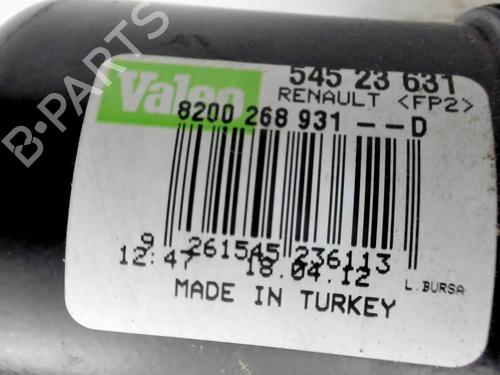 Valeo
545 23 631
RENAULT <FP2>
8200 268 931 -- D
9 261545 236113
12:47 18.04.12 L.BURSA
MADE IN TURKEY
B-PARTS